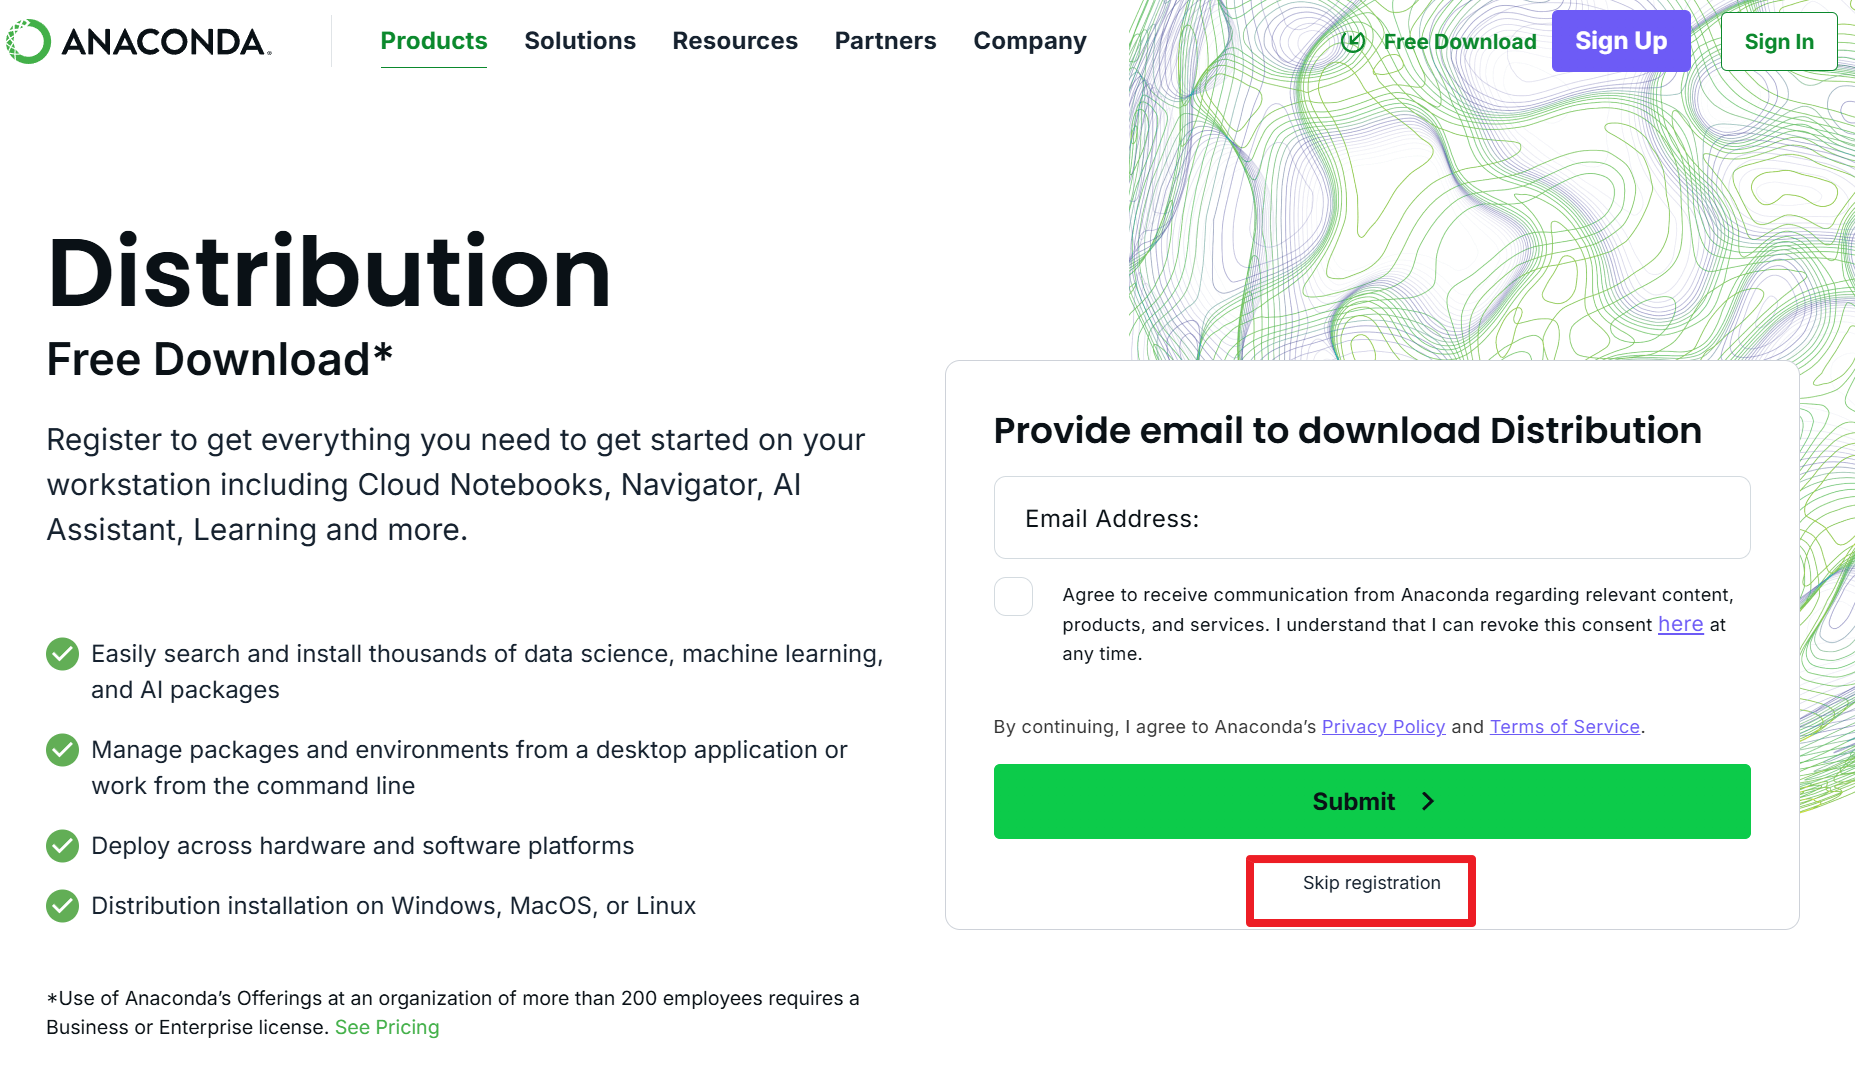 ANACONDA®
Products
Solutions
Resources
Partners
Company
Free Download
Sign Up
Sign In
Distribution
Free Download*
Register to get everything you need to get started on your
workstation including Cloud Notebooks, Navigator, AI
Assistant, Learning and more.
Easily search and install thousands of data science, machine learning,
and AI packages
Manage packages and environments from a desktop application or
work from the command line
Deploy across hardware and software platforms
Distribution installation on Windows, MacOS, or Linux
*Use of Anaconda’s Offerings at an organization of more than 200 employees requires a
Business or Enterprise license. See Pricing
Provide email to download Distribution
Email Address:
Agree to receive communication from Anaconda regarding relevant content,
products, and services. I understand that I can revoke this consent here at
any time.
By continuing, I agree to Anaconda’s Privacy Policy and Terms of Service.
Submit
Skip registration